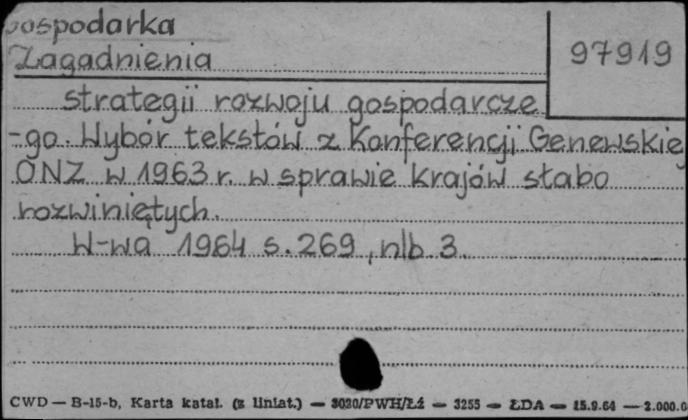 Gospodarka
Zagadnienia
97919
strategii rozwoju gospodarcze
-go. Wybór tekstów z Konferencji Genewskiej
ONZ w 1963 r. w sprawie krajów słabo
rozwiniętych.
W-wa 1964 s. 269, nlb. 3.
CWD — B-15-b, Karta katal. (z liniat.) — 3020/PWH/Łź — 3255 — ŁDA — 15.9.64 — 2.000.0